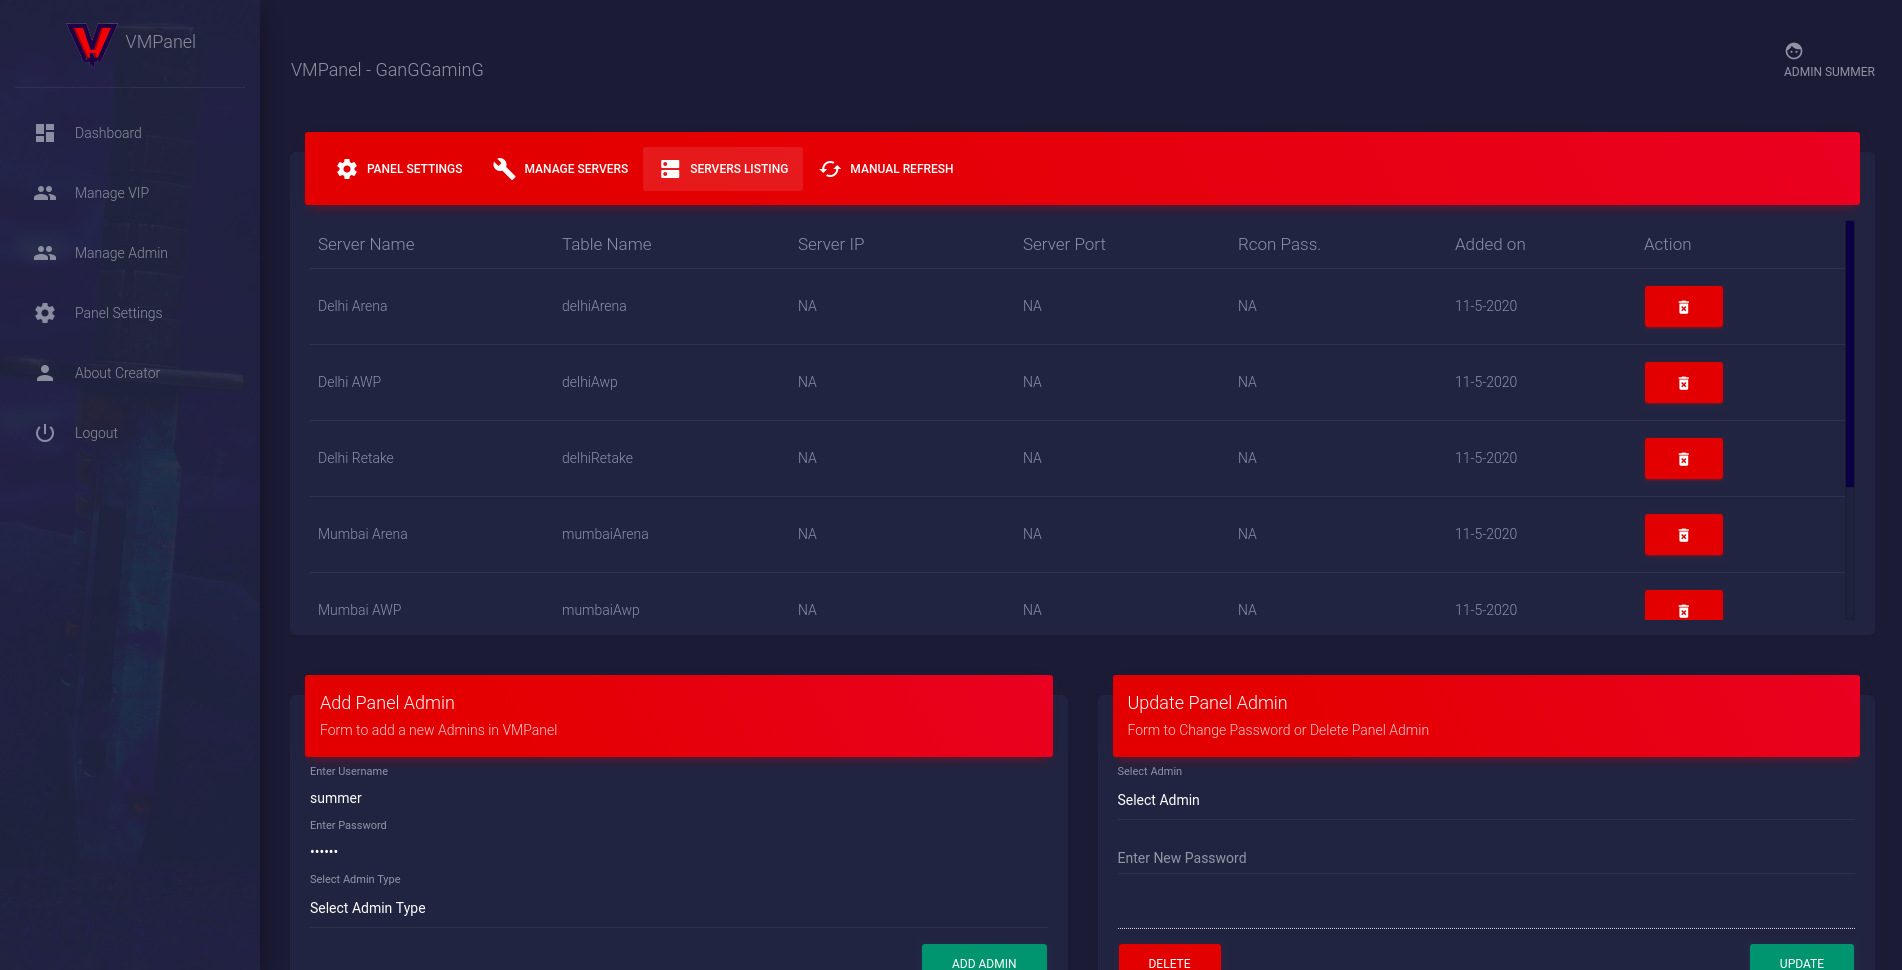 VMPanel
Dashboard
Manage VIP
Manage Admin
Panel Settings
About Creator
Logout
VMPanel - GanGGaminG
ADMIN SUMMER
PANEL SETTINGS MANAGE SERVERS SERVERS LISTING MANUAL REFRESH
Server Name Table Name Server IP Server Port Rcon Pass. Added on Action
Delhi Arena delhiArena NA NA NA 11-5-2020
Delhi AWP delhiAwp NA NA NA 11-5-2020
Delhi Retake delhiRetake NA NA NA 11-5-2020
Mumbai Arena mumbaiArena NA NA NA 11-5-2020
Mumbai AWP mumbaiAwp NA NA NA 11-5-2020
Add Panel Admin
Form to add a new Admins in VMPanel
Enter Username
summer
Enter Password
••••••
Select Admin Type
Select Admin Type
ADD ADMIN
Update Panel Admin
Form to Change Password or Delete Panel Admin
Select Admin
Select Admin
Enter New Password
DELETE UPDATE